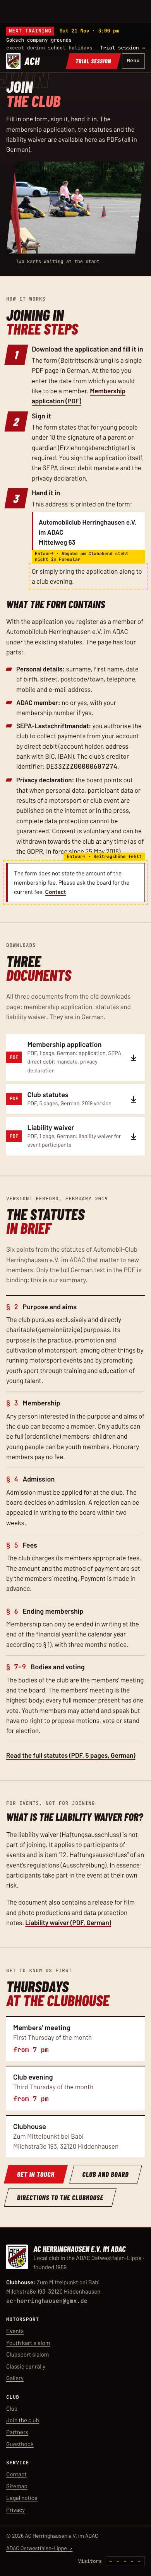 NEXT TRAINING Sat 21 Nov · 3:00 pm
Goksch company grounds
except during school holidays Trial session →
ACH TRIAL SESSION Menu
JOIN
THE CLUB
Fill in one form, sign it, hand it in. The
membership application, the statutes and
liability waiver are available here as PDFs (all in
German).
Two karts waiting at the start
HOW IT WORKS
JOINING IN
THREE STEPS
1 Download the application and fill it in
The form (Beitrittserklärung) is a single
PDF page in German. At the top you
enter the date from which you would
like to be a member. Membership
application (PDF)
2 Sign it
The form states that for young people
under 18 the signature of a parent or
guardian (Erziehungsberechtigter) is
required. You sign the application itself,
the SEPA direct debit mandate and the
privacy declaration.
3 Hand it in
This address is printed on the form:
Automobilclub Herringhausen e.V.
im ADAC
Mittelweg 63
Entwurf · Abgabe am Clubabend steht
nicht im Formular
Or simply bring the application along to
a club evening.
WHAT THE FORM CONTAINS
With the application you register as a member of
Automobilclub Herringhausen e.V. im ADAC
under the existing statutes. The page has four
parts:
Personal details: surname, first name, date
of birth, street, postcode/town, telephone,
mobile and e-mail address.
ADAC member: no or yes, with your
membership number if yes.
SEPA-Lastschriftmandat: you authorise the
club to collect payments from your account
by direct debit (account holder, address,
bank with BIC, IBAN). The club's creditor
identifier: DE33ZZZ00000607274.
Privacy declaration: the board points out
that data, names, photos or the results of a
motorsport or club event are published on
the internet or in daily newspapers and that
data protection cannot be comprehensively
guaranteed. Consent is voluntary and can
be withdrawn from the board at any time (as
of the GDPR, in force since 25 May 2018).
Entwurf · Beitragshöhe fehlt
The form does not state the amount of the
membership fee. Please ask the board for the
current fee. Contact
DOWNLOADS
THREE
DOCUMENTS
All three documents from the old downloads
page: membership application, statutes and
liability waiver. They are in German.
PDF Membership application
PDF, 1 page, German: application, SEPA
direct debit mandate, privacy
declaration
PDF Club statutes
PDF, 5 pages, German, 2019 version
PDF Liability waiver
PDF, 1 page, German: liability waiver for
event participants
VERSION: HERFORD, FEBRUARY 2019
THE STATUTES
IN BRIEF
Six points from the statutes of Automobil-Club
Herringhausen e.V. im ADAC that matter to new
members. Only the full German text in the PDF is
binding; this is our summary.
§ 2 Purpose and aims
The club pursues exclusively and directly
charitable (gemeinnützige) purposes. Its
purpose is the practice, promotion and
cultivation of motorsport, among other things
by running motorsport events and by promoting
youth sport through training and education of
young talent.
§ 3 Membership
Any person interested in the purpose and aims of
the club can become a member. Only adults can
be full (ordentliche) members; children and
young people can be youth members. Honorary
members pay no fee.
§ 4 Admission
Admission must be applied for at the club. The
board decides on admission. A rejection can be
appealed in writing to the board within two
weeks.
§ 5 Fees
The club charges its members admission fees.
The amount and the method of payment are set
by the members' meeting. Payment is made in
advance.
§ 6 Ending membership
Membership can only be ended in writing at the
end of the financial year (the calendar year
according to § 1), with three months' notice.
§ 7–9 Bodies and voting
The bodies of the club are the members' meeting
and the board. The members' meeting is the
highest body; every full member has one vote.
Youth members may attend and speak but have
no right to propose motions, vote or stand for
election.
Read the full statutes (PDF, 5 pages, German)
FOR EVENTS, NOT FOR JOINING
WHAT IS THE LIABILITY WAIVER FOR?
The liability waiver (Haftungsausschluss) is not
part of joining. It applies to participants of
events and is item "12. Haftungsausschluss" of an
event's regulations (Ausschreibung). In essence:
participants take part in the event at their own
risk.
The document also contains a release for film
and photo productions and a data protection
notes. Liability waiver (PDF, German)
GET TO KNOW US FIRST
THURSDAYS
AT THE CLUBHOUSE
Members' meeting
First Thursday of the month
from 7 pm
Club evening
Third Thursday of the month
from 7 pm
Clubhouse
Zum Mittelpunkt bei Babi
Milchstraße 193, 32120 Hiddenhausen
GET IN TOUCH CLUB AND BOARD
DIRECTIONS TO THE CLUBHOUSE
AC HERRINGHAUSEN E.V. IM ADAC
Local club in the ADAC Ostwestfalen-Lippe ·
founded 1969
Clubhouse: Zum Mittelpunkt bei Babi
Milchstraße 193, 32120 Hiddenhausen
ac-herringhausen@gmx.de
MOTORSPORT
Events
Youth kart slalom
Clubsport slalom
Classic car rally
Gallery
CLUB
Club
Join the club
Partners
Guestbook
SERVICE
Contact
Sitemap
Legal notice
Privacy
© 2026 AC Herringhausen e.V. im ADAC
ADAC Ostwestfalen-Lippe ↗
Visitors